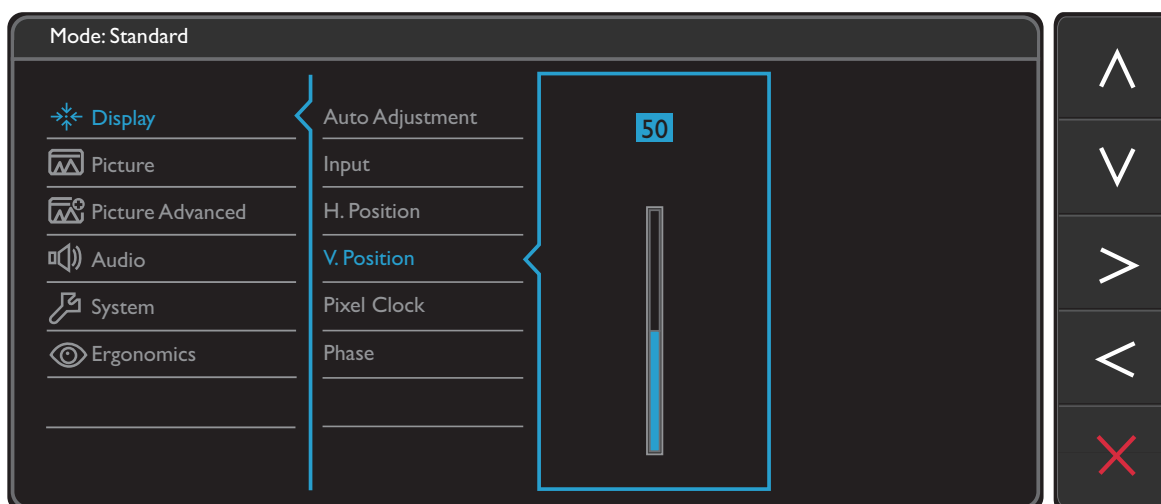 Mode: Standard
Display
Picture
Picture Advanced
Audio
System
Ergonomics
Auto Adjustment
Input
H. Position
V. Position
Pixel Clock
Phase
50